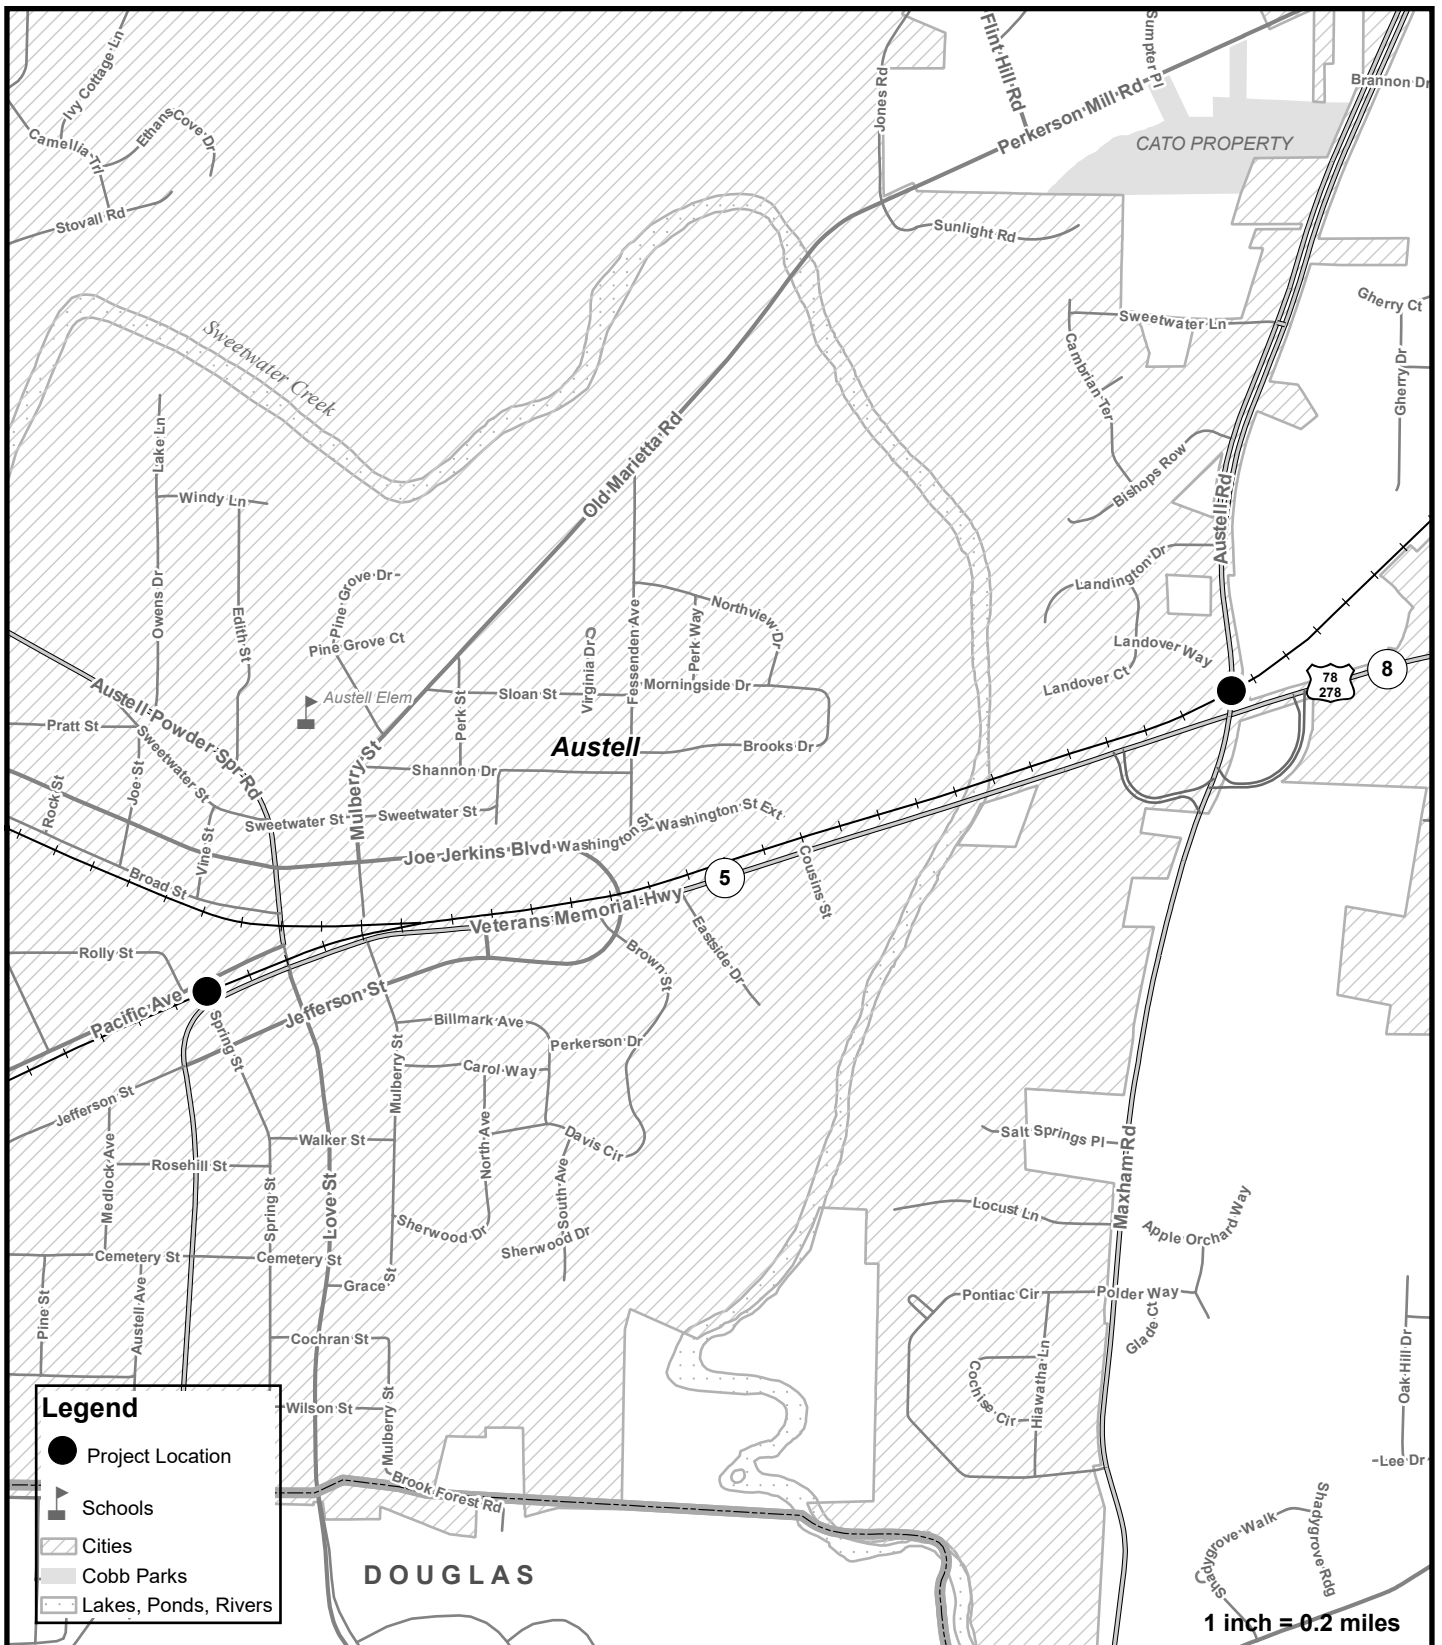 Ivy Cottage Ln
Camellia Trl
Ethans Cove Dr
Stovall Rd
Jones Rd
Flint Hill Rd
Sumpter Pl
Perkerson Mill Rd
Brannon Dr
CATO PROPERTY
Sunlight Rd
Sweetwater Creek
Sweetwater Ln
Cambrian Ter
Gherry Ct
Gherry Dr
Bishops Row
Austell Rd
Lake Ln
Windy Ln
Old Marietta Rd
Owens Dr
Edith St
Pine Grove Dr
Pine Grove Ct
Austell Elem
Virginia Dr
Fessenden Ave
Perk Way
Northview Dr
Landington Dr
Landover Way
Landover Ct
78
278
8
Sloan St
Morningside Dr
Perk St
Austell Powder Spr Rd
Pratt St
Sweetwater St
Joe St
Rock St
Vine St
Broad St
Mulberry St
Shannon Dr
Austell
Brooks Dr
Sweetwater St
Sweetwater St
Joe Jerkins Blvd
Washington St
Washington St Ext
5
Cousins St
Veterans Memorial Hwy
Eastside Dr
Brown St
Rolly St
Pacific Ave
Jefferson St
Spring St
Billmark Ave
Perkerson Dr
Carol Way
Mulberry St
Jefferson St
Medlock Ave
Walker St
Rosehill St
North Ave
Davis Cir
South Ave
Spring St
Love St
Sherwood Dr
Sherwood Dr
Cemetery St
Cemetery St
Grace St
Pine St
Austell Ave
Cochran St
Wilson St
Mulberry St
Brook Forest Rd
Salt Springs Pl
Maxham Rd
Locust Ln
Apple Orchard Way
Pontiac Cir
Polder Way
Glade Ct
Hiawatha Ln
Cochise Cir
Oak Hill Dr
Lee Dr
Shadygrove Walk
Shadygrove Rdg
DOUGLAS
Legend
Project Location
Schools
Cities
Cobb Parks
Lakes, Ponds, Rivers
1 inch = 0.2 miles